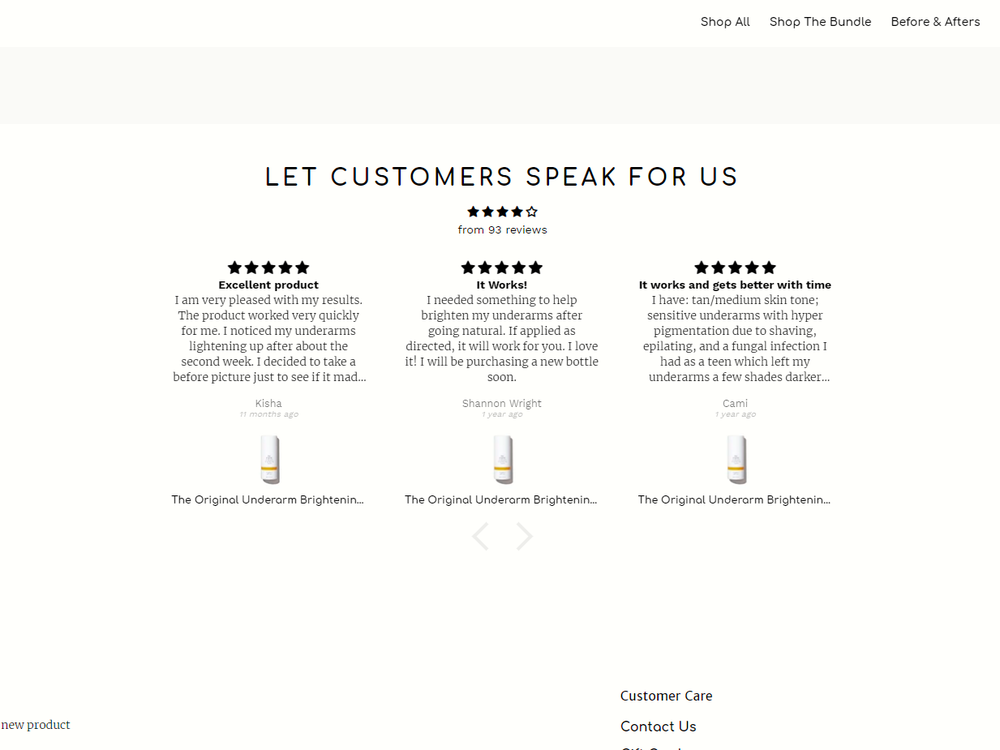 Shop All Shop The Bundle Before & Afters
LET CUSTOMERS SPEAK FOR US
from 93 reviews
Excellent product
I am very pleased with my results.
The product worked very quickly
for me. I noticed my underarms
lightening up after about the
second week. I decided to take a
before picture just to see if it mad...
Kisha
11 months ago
The Original Underarm Brightenin...
It Works!
I needed something to help
brighten my underarms after
going natural. If applied as
directed, it will work for you. I love
it! I will be purchasing a new bottle
soon.
Shannon Wright
1 year ago
The Original Underarm Brightenin...
It works and gets better with time
I have: tan/medium skin tone;
sensitive underarms with hyper
pigmentation due to shaving,
epilating, and a fungal infection I
had as a teen which left my
underarms a few shades darker...
Cami
1 year ago
The Original Underarm Brightenin...
new product
Customer Care
Contact Us